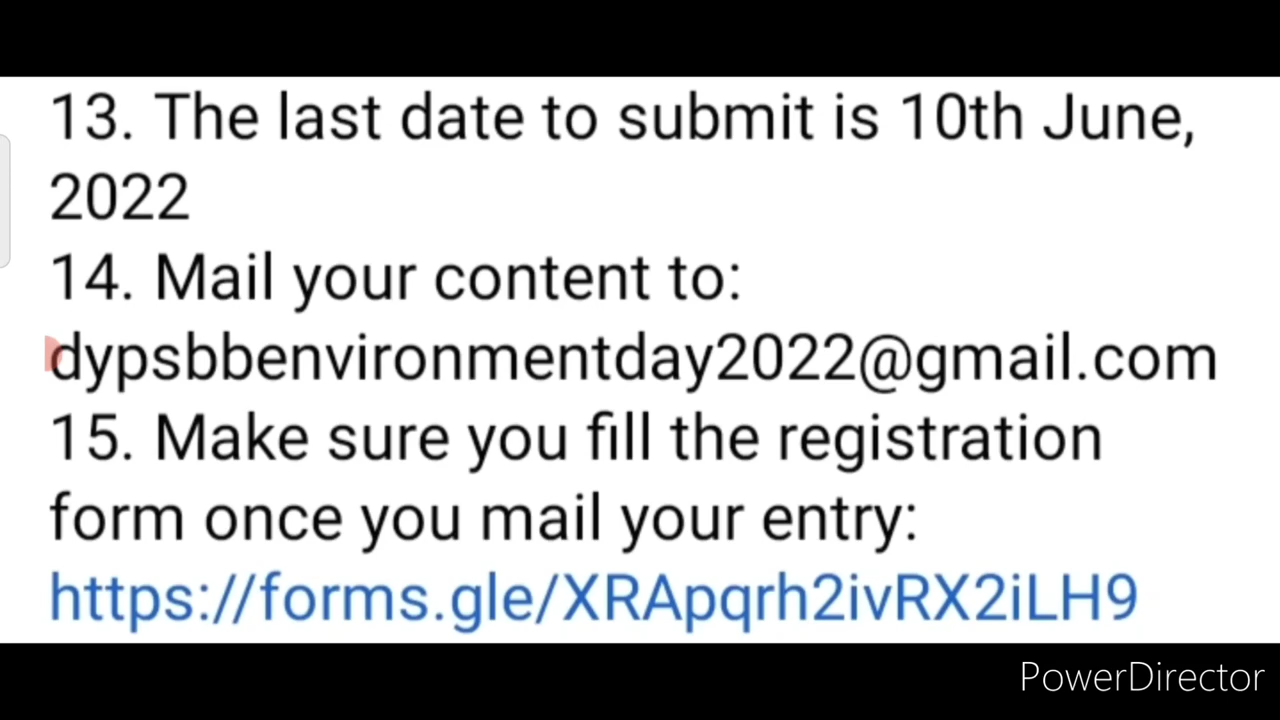 13. The last date to submit is 10th June,
2022
14. Mail your content to:
dypsbbenvironmentday2022@gmail.com
15. Make sure you fill the registration
form once you mail your entry:
https://forms.gle/XRApqrh2ivRX2iLH9
PowerDirector